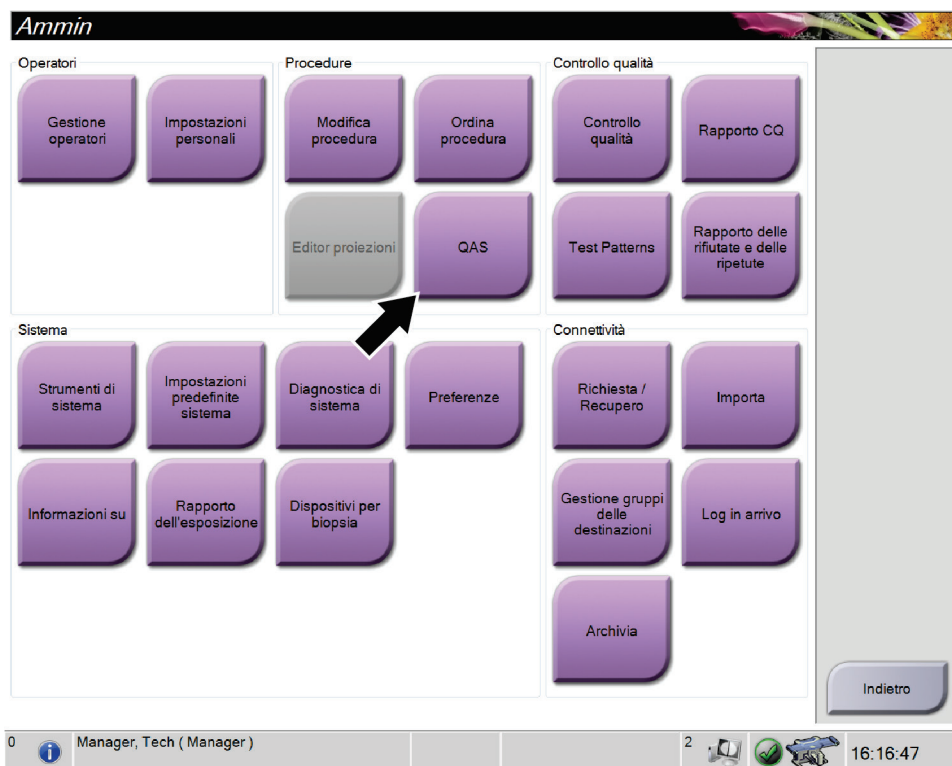 Ammin
Operatori
Procedure
Controllo qualità
Gestione
operatori
Impostazioni
personali
Modifica
procedura
Ordina
procedura
Controllo
qualità
Rapporto CQ
Editor proiezioni
QAS
Test Patterns
Rapporto delle
rifiutate e delle
ripetute
Sistema
Connettività
Strumenti di
sistema
Impostazioni
predefinite
sistema
Diagnostica di
sistema
Preferenze
Richiesta /
Recupero
Importa
Informazioni su
Rapporto
dell'esposizione
Dispositivi per
biopsia
Gestione gruppi
delle
destinazioni
Log in arrivo
Archivia
Indietro
0
Manager, Tech ( Manager )
2
16:16:47